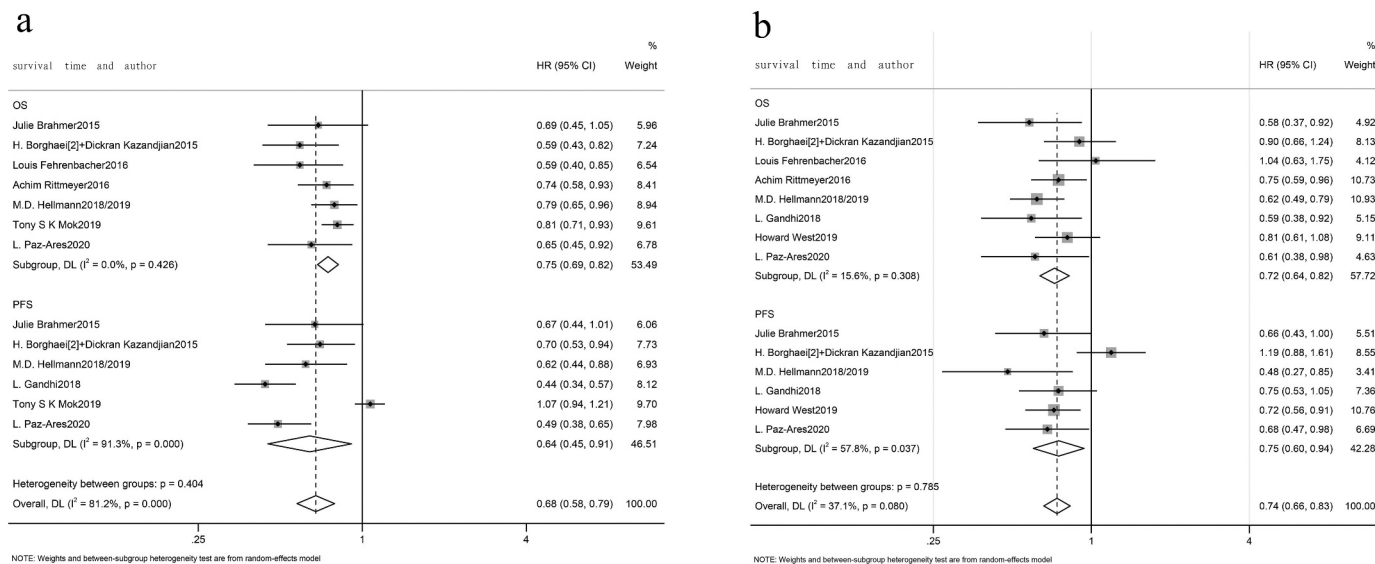 a
%
survival time and author HR (95% CI) Weight
OS
Julie Brahmer2015 0.69 (0.45, 1.05) 5.96
H. Borghaei[2]+Dickran Kazandjian2015 0.59 (0.43, 0.82) 7.24
Louis Fehrenbacher2016 0.59 (0.40, 0.85) 6.54
Achim Rittmeyer2016 0.74 (0.58, 0.93) 8.41
M.D. Hellmann2018/2019 0.79 (0.65, 0.96) 8.94
Tony S K Mok2019 0.81 (0.71, 0.93) 9.61
L. Paz-Ares2020 0.65 (0.45, 0.92) 6.78
Subgroup, DL (I² = 0.0%, p = 0.426) 0.75 (0.69, 0.82) 53.49
PFS
Julie Brahmer2015 0.67 (0.44, 1.01) 6.06
H. Borghaei[2]+Dickran Kazandjian2015 0.70 (0.53, 0.94) 7.73
M.D. Hellmann2018/2019 0.62 (0.44, 0.88) 6.93
L. Gandhi2018 0.44 (0.34, 0.57) 8.12
Tony S K Mok2019 1.07 (0.94, 1.21) 9.70
L. Paz-Ares2020 0.49 (0.38, 0.65) 7.98
Subgroup, DL (I² = 91.3%, p = 0.000) 0.64 (0.45, 0.91) 46.51
Heterogeneity between groups: p = 0.404
Overall, DL (I² = 81.2%, p = 0.000) 0.68 (0.58, 0.79) 100.00
.25 1 4
NOTE: Weights and between-subgroup heterogeneity test are from random-effects model
b
%
survival time and author HR (95% CI) Weight
OS
Julie Brahmer2015 0.58 (0.37, 0.92) 4.92
H. Borghaei[2]+Dickran Kazandjian2015 0.90 (0.66, 1.24) 8.13
Louis Fehrenbacher2016 1.04 (0.63, 1.75) 4.12
Achim Rittmeyer2016 0.75 (0.59, 0.96) 10.73
M.D. Hellmann2018/2019 0.62 (0.49, 0.79) 10.93
L. Gandhi2018 0.59 (0.38, 0.92) 5.15
Howard West2019 0.81 (0.61, 1.08) 9.11
L. Paz-Ares2020 0.61 (0.38, 0.98) 4.63
Subgroup, DL (I² = 15.6%, p = 0.308) 0.72 (0.64, 0.82) 57.72
PFS
Julie Brahmer2015 0.66 (0.43, 1.00) 5.51
H. Borghaei[2]+Dickran Kazandjian2015 1.19 (0.88, 1.61) 8.55
M.D. Hellmann2018/2019 0.48 (0.27, 0.85) 3.41
L. Gandhi2018 0.75 (0.53, 1.05) 7.36
Howard West2019 0.72 (0.56, 0.91) 10.76
L. Paz-Ares2020 0.68 (0.47, 0.98) 6.69
Subgroup, DL (I² = 57.8%, p = 0.037) 0.75 (0.60, 0.94) 42.28
Heterogeneity between groups: p = 0.785
Overall, DL (I² = 37.1%, p = 0.080) 0.74 (0.66, 0.83) 100.00
.25 1 4
NOTE: Weights and between-subgroup heterogeneity test are from random-effects model